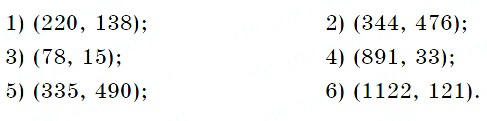 1) (220, 138); 2) (344, 476);
3) (78, 15); 4) (891, 33);
5) (335, 490); 6) (1122, 121).